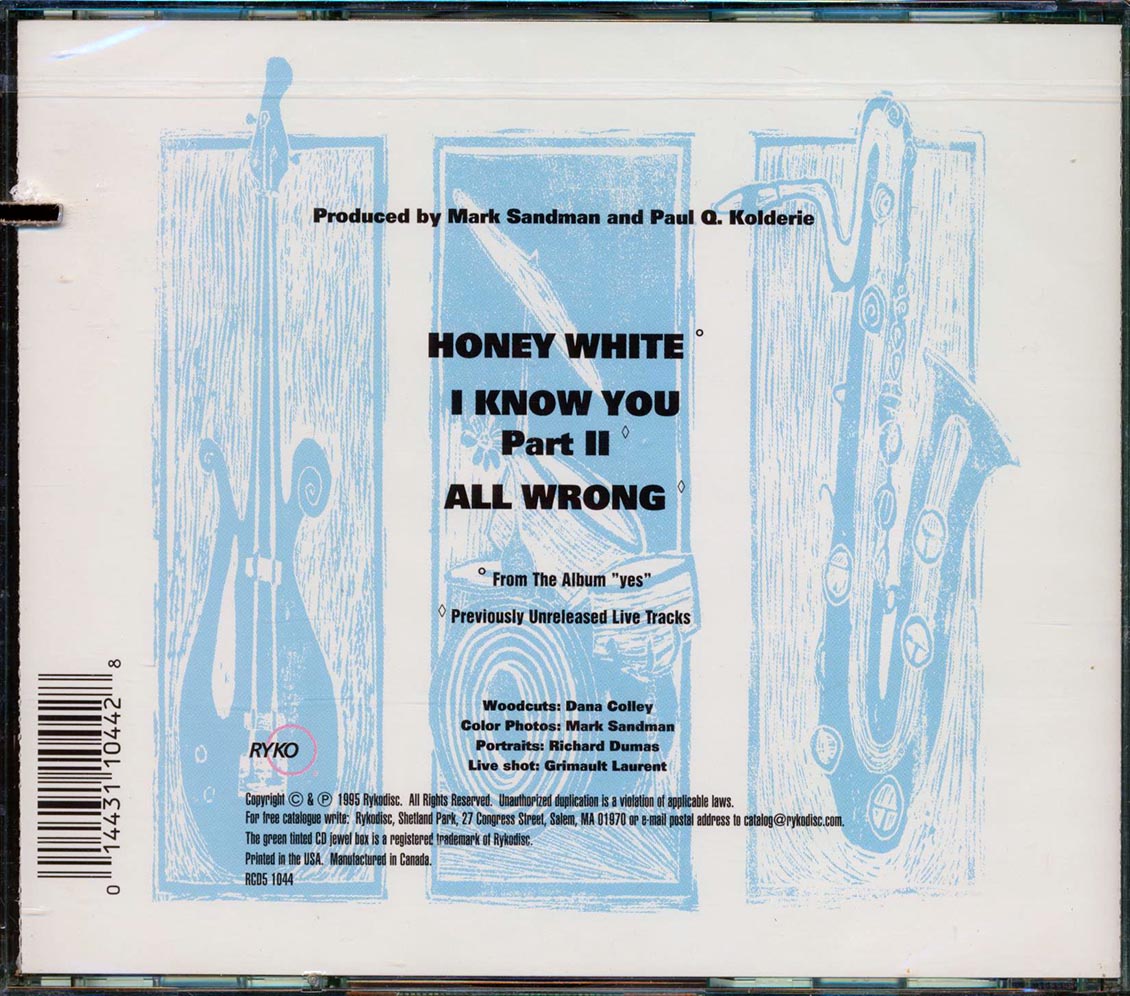 Produced by Mark Sandman and Paul Q. Kolderie
HONEY WHITE °
I KNOW YOU
Part II ◊
ALL WRONG ◊
° From The Album "yes"
◊ Previously Unreleased Live Tracks
Woodcuts: Dana Colley
Color Photos: Mark Sandman
Portraits: Richard Dumas
Live shot: Grimault Laurent
RYKO
Copyright © & ℗ 1995 Rykodisc. All Rights Reserved. Unauthorized duplication is a violation of applicable laws.
For free catalogue write: Rykodisc, Shetland Park, 27 Congress Street, Salem, MA 01970 or e-mail postal address to catalog@rykodisc.com.
The green tinted CD jewel box is a registered trademark of Rykodisc.
Printed in the USA. Manufactured in Canada.
RCD5 1044
0 14431 10442 8